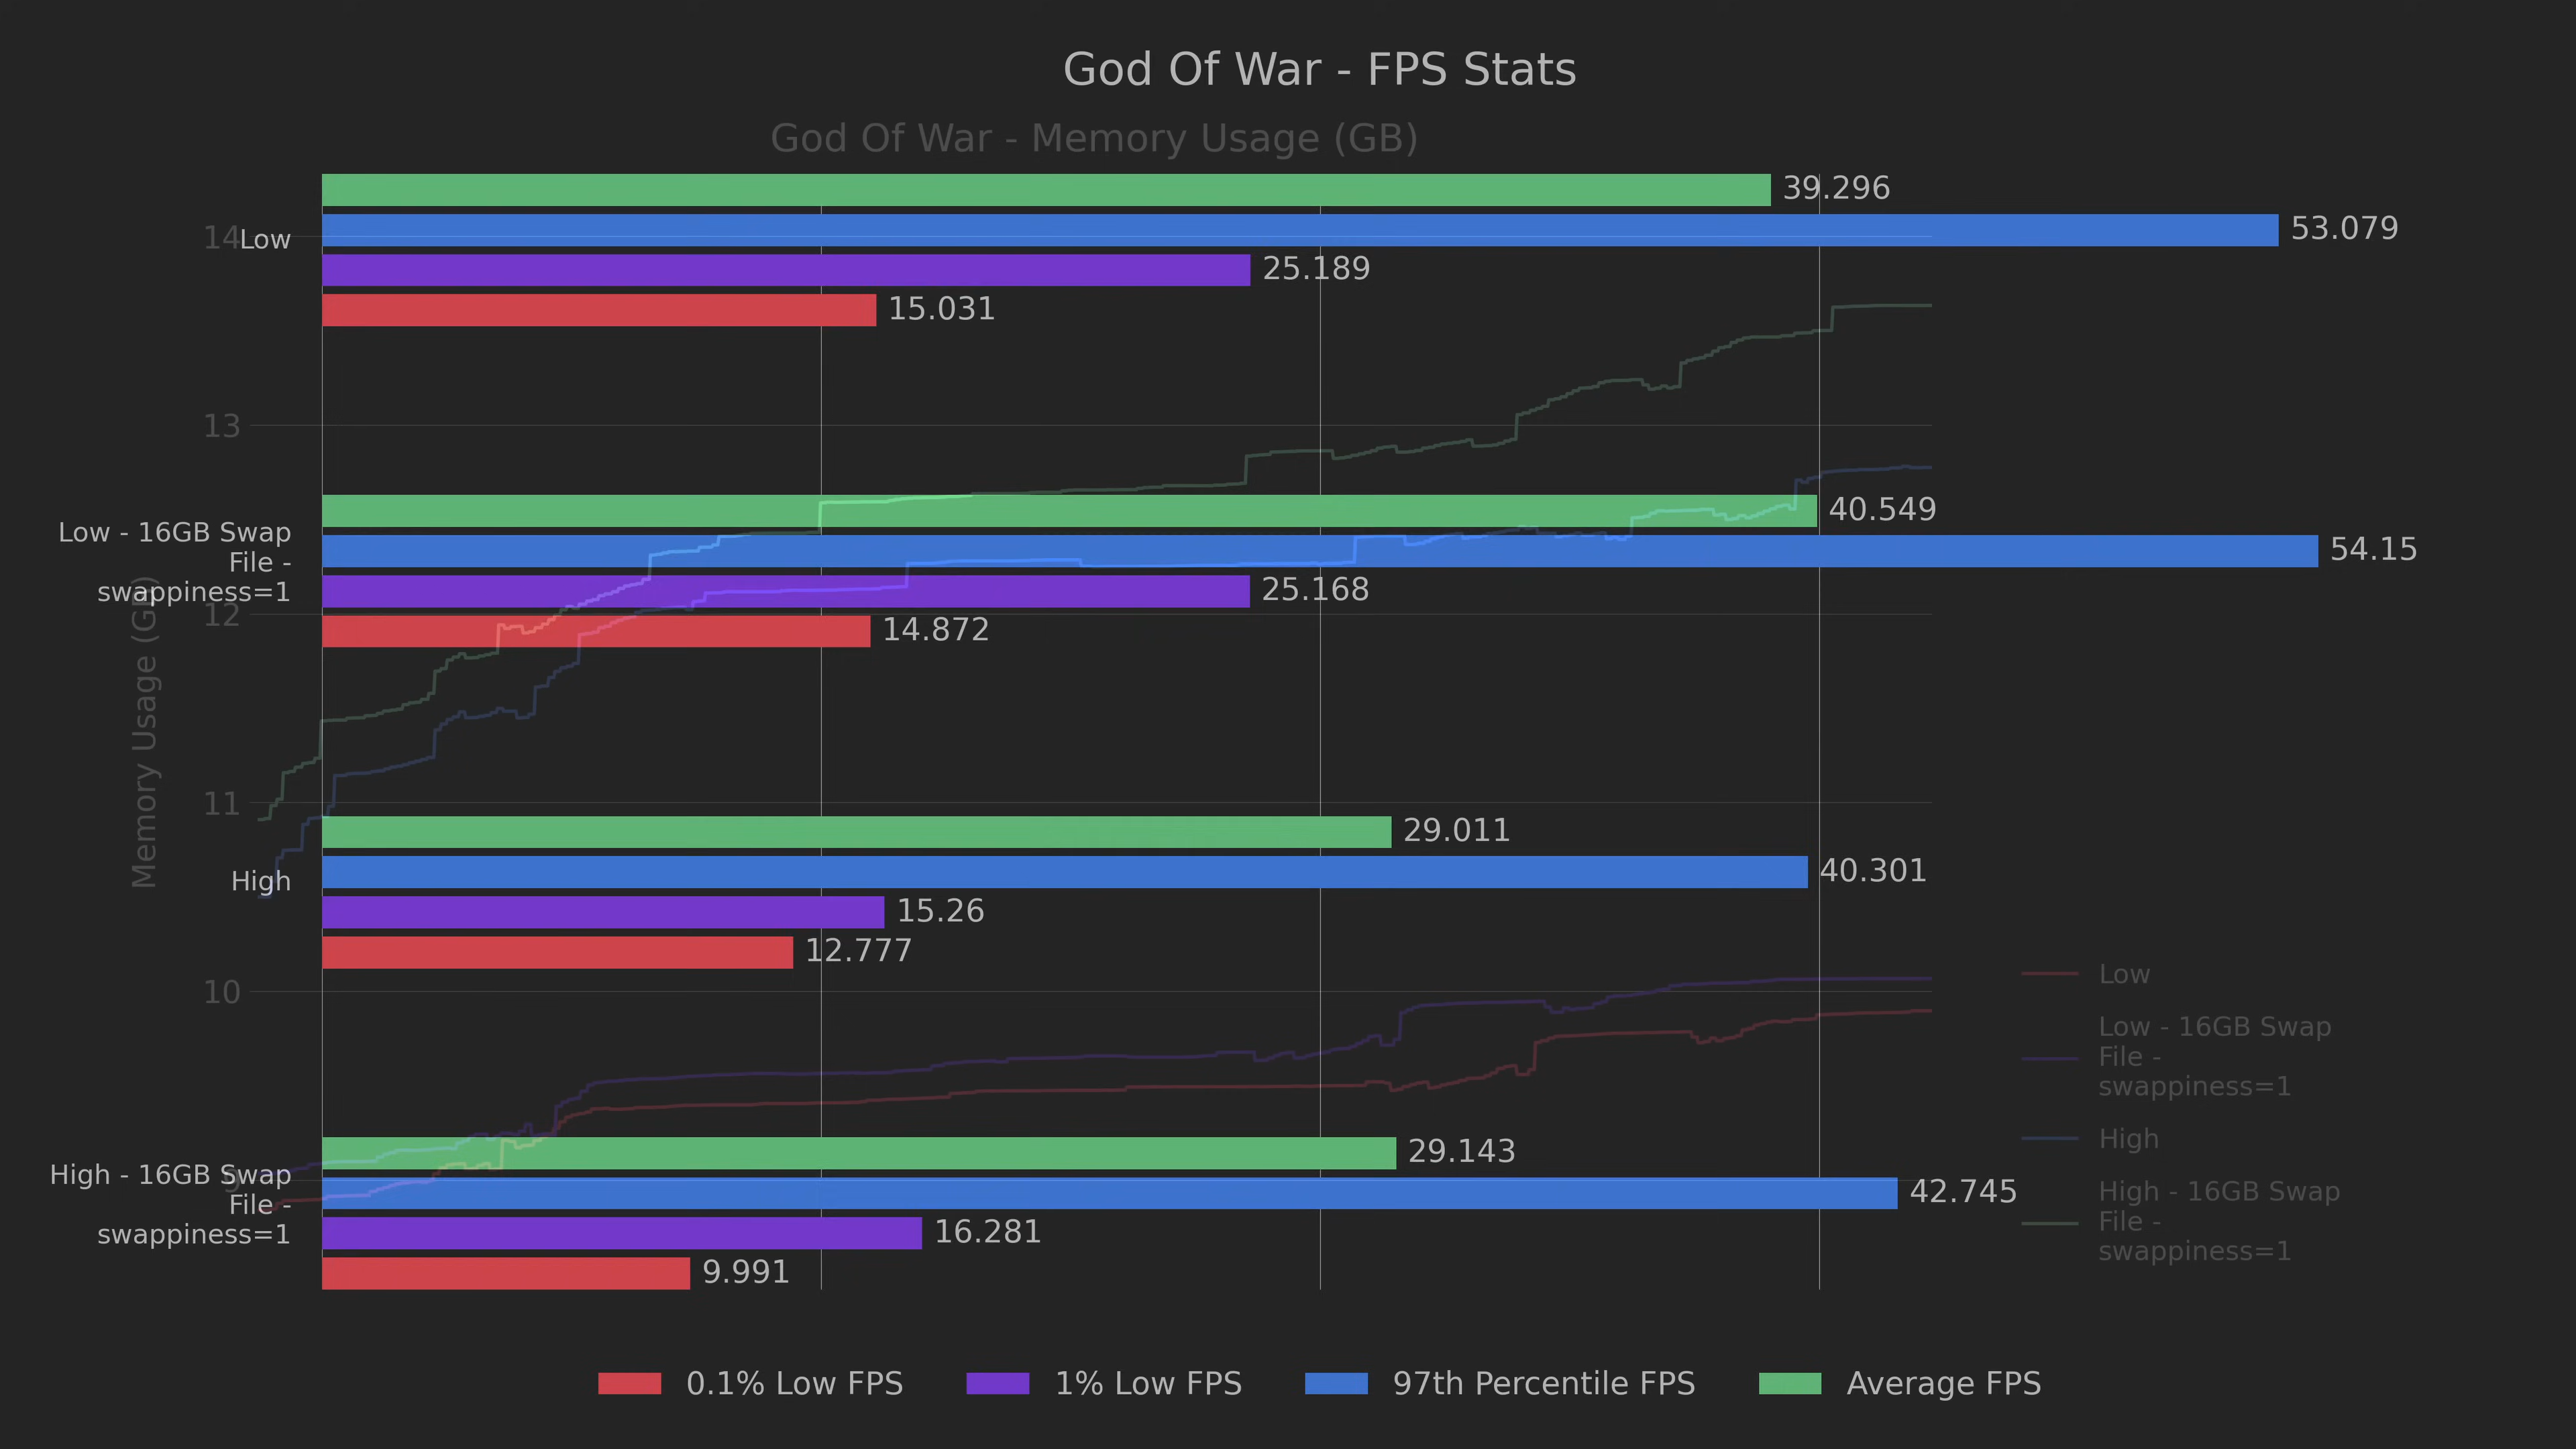 God Of War - FPS Stats
God Of War - Memory Usage (GB)
39.296
14
Low
53.079
25.189
15.031
13
40.549
Low - 16GB Swap
File -
swappiness=1
54.15
25.168
12
14.872
Memory Usage (GB)
11
29.011
High
40.301
15.26
12.777
10
Low
Low - 16GB Swap
File -
swappiness=1
High
High - 16GB Swap
File -
swappiness=1
29.143
9
High - 16GB Swap
File -
swappiness=1
42.745
16.281
9.991
0.1% Low FPS
1% Low FPS
97th Percentile FPS
Average FPS